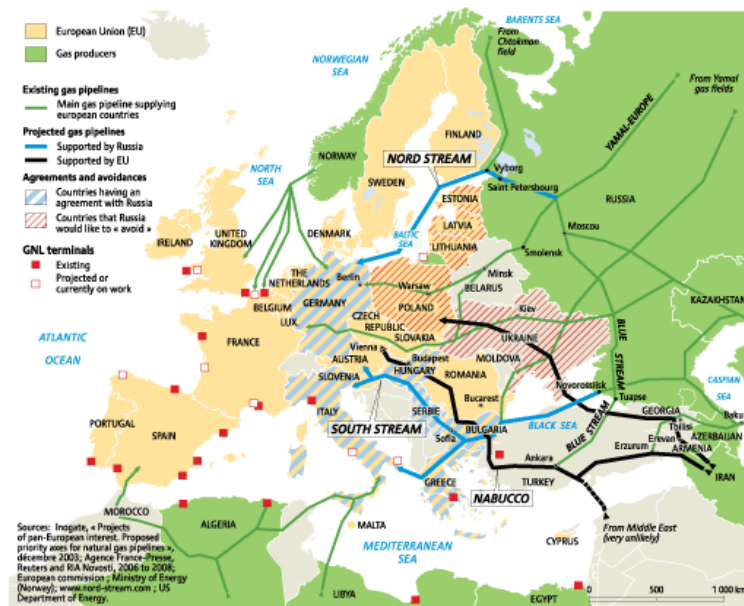 European Union (EU)
Gas producers
Existing gas pipelines
Main gas pipeline supplying
european countries
Projected gas pipelines
Supported by Russia
Supported by EU
Agreements and avoidances
Countries having an
agreement with Russia
Countries that Russia
would like to « avoid »
GNL terminals
Existing
Projected or
currently on work
BARENTS SEA
From
Chtokman
field
NORWEGIAN
SEA
From Yamal
gas fields
YAMAL-EUROPE
FINLAND
NORWAY
NORD STREAM
Vyborg
Saint Petersbourg
NORTH
SEA
SWEDEN
ESTONIA
RUSSIA
LATVIA
Moscou
IRELAND
UNITED
KINGDOM
DENMARK
BALTIC
SEA
LITHUANIA
Smolensk
THE
NETHERLANDS
Berlin
Minsk
BELARUS
Warsaw
POLAND
KAZAKHSTAN
BELGIUM
GERMANY
LUX
CZECH
REPUBLIC
Kiev
UKRAINE
SLOVAKIA
ATLANTIC
OCEAN
FRANCE
Vienna
AUSTRIA
Budapest
HUNGARY
MOLDOVA
BLUE
STREAM
SLOVENIA
ROMANIA
Novorossiisk
CASPIAN
SEA
Tuapse
Bucarest
ITALY
SERBIE
BLACK SEA
GEORGIA
Baku
PORTUGAL
SPAIN
SOUTH STREAM
Sofia
BULGARIA
BLUE STREAM
Tbilisi
AZERBAIJAN
Erevan
ARMENIA
Erzurum
Ankara
TURKEY
IRAN
GREECE
NABUCCO
MOROCCO
ALGERIA
MALTA
CYPRUS
From Middle East
(very unlikely)
MEDITERRANEAN
SEA
LIBYA
EGYPT
Sources: Inogate, « Projects
of pan-European interest. Proposed
priority axes for natural gas pipelines »,
décembre 2003; Agence France-Presse,
Reuters and RIA Novosti, 2006 to 2008;
European commission ; Ministry of Energy
(Norway); www.nord-stream.com ; US
Department of Energy.
0 500 1 000 km